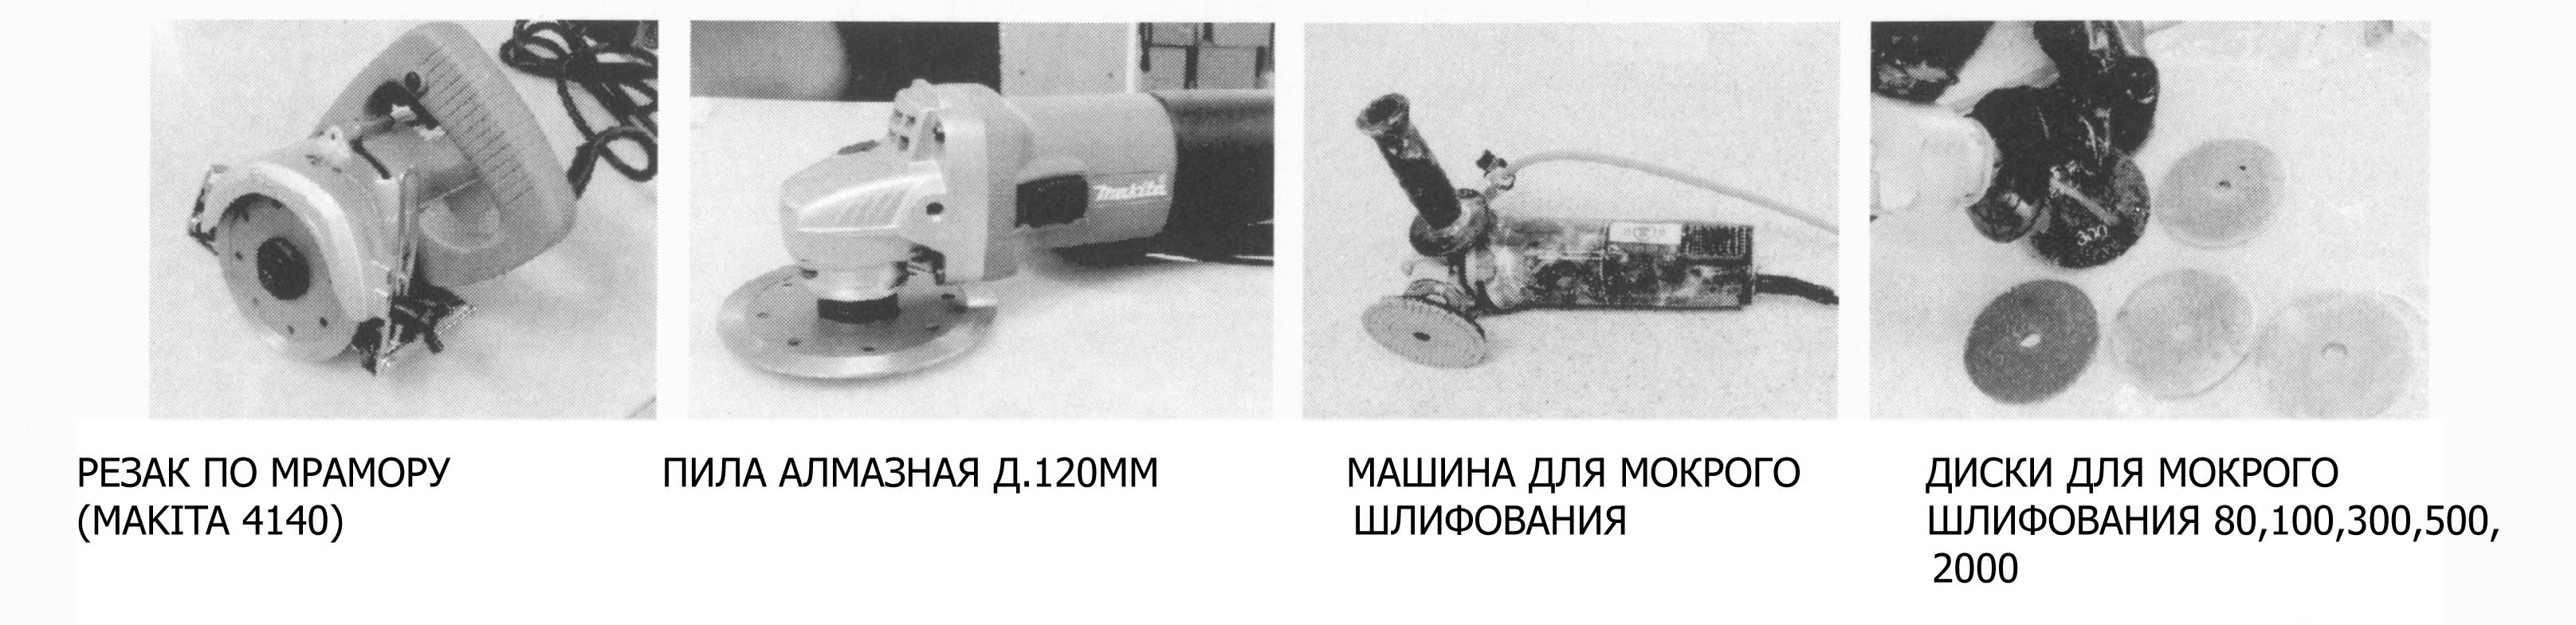 makita
300
РЕЗАК ПО МРАМОРУ
(MAKITA 4140)
ПИЛА АЛМАЗНАЯ Д.120ММ
МАШИНА ДЛЯ МОКРОГО
ШЛИФОВАНИЯ
ДИСКИ ДЛЯ МОКРОГО
ШЛИФОВАНИЯ 80,100,300,500,
2000